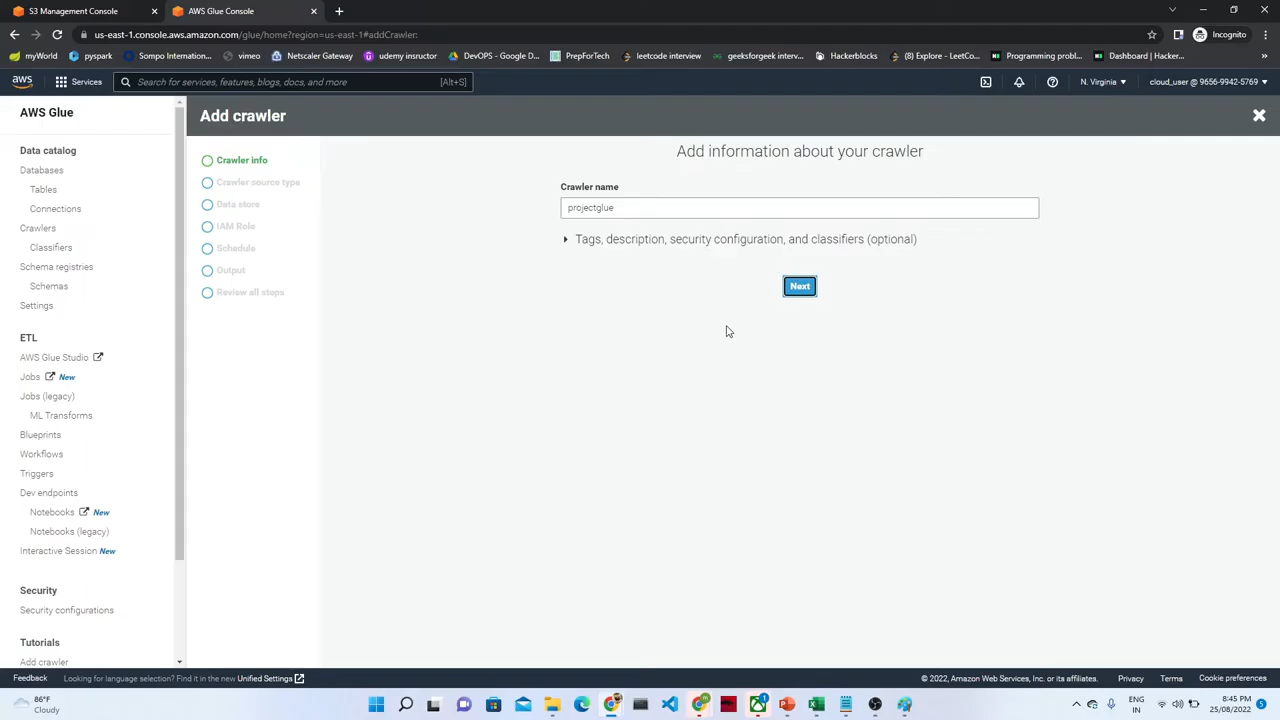 S3 Management Console
AWS Glue Console
us-east-1.console.aws.amazon.com/glue/home?region=us-east-1#addCrawler:
Incognito
myWorld
pyspark
Sompo Internation...
vimeo
udemy insructor
DevOPS - Google D...
PrepForTech
leetcode interview
geeksforgeek interv...
Hackerblocks
(8) Explore - LeetCo...
Programming probl...
Dashboard | Hacker...
aws
Services
Search for services, features, blogs, docs, and more
[Alt+S]
N. Virginia
cloud_user @ 9656-9942-5769
AWS Glue
Data catalog
Databases
Tables
Connections
Crawlers
Classifiers
Schema registries
Schemas
Settings
ETL
AWS Glue Studio
Jobs New
Jobs (legacy)
ML Transforms
Blueprints
Workflows
Triggers
Dev endpoints
Notebooks New
Notebooks (legacy)
Interactive Session New
Security
Security configurations
Tutorials
Add crawler
Add crawler
Crawler info
Crawler source type
Data store
IAM Role
Schedule
Output
Review all steps
Add information about your crawler
Crawler name
projectglue
Tags, description, security configuration, and classifiers (optional)
Next
Feedback
Looking for language selection? Find it in the new Unified Settings
© 2022, Amazon Web Services, Inc. or its affiliates.
Privacy
Terms
Cookie preferences
86°F
Cloudy
ENG
IN
8:45 PM
25/08/2022